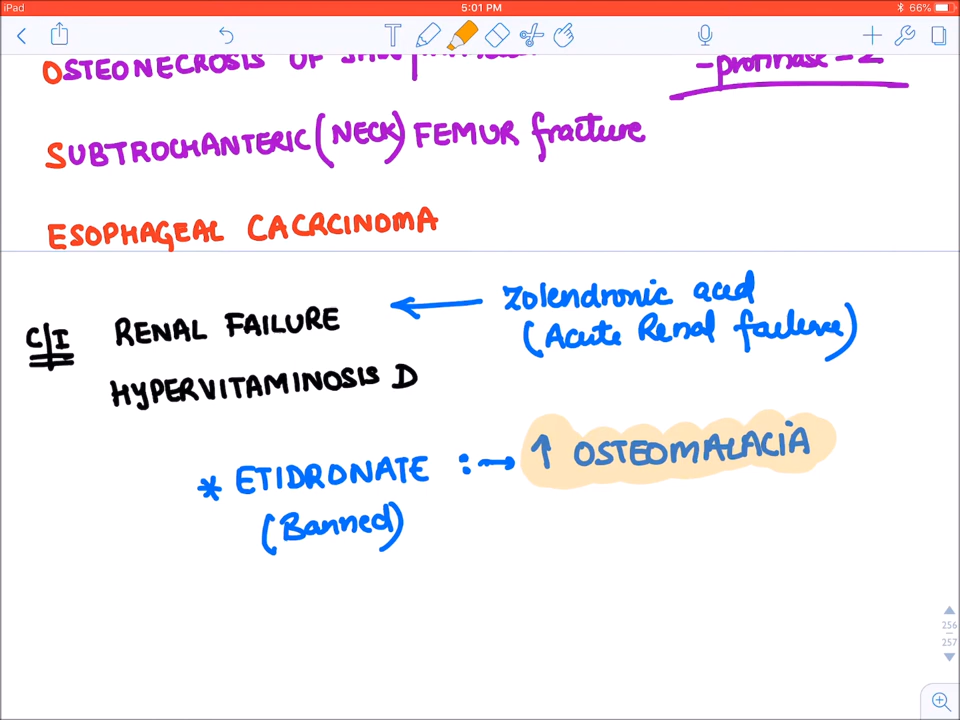 iPad 5:01 PM 66%
OSTEONECROSIS OF
SUBTROCHANTERIC (NECK) FEMUR fracture
ESOPHAGEAL CACRCINOMA
C/I RENAL FAILURE ← Zolendronic acid
(Acute Renal failure)
HYPERVITAMINOSIS D
* ETIDRONATE :→ ↑ OSTEOMALACIA
(Banned)
256
257